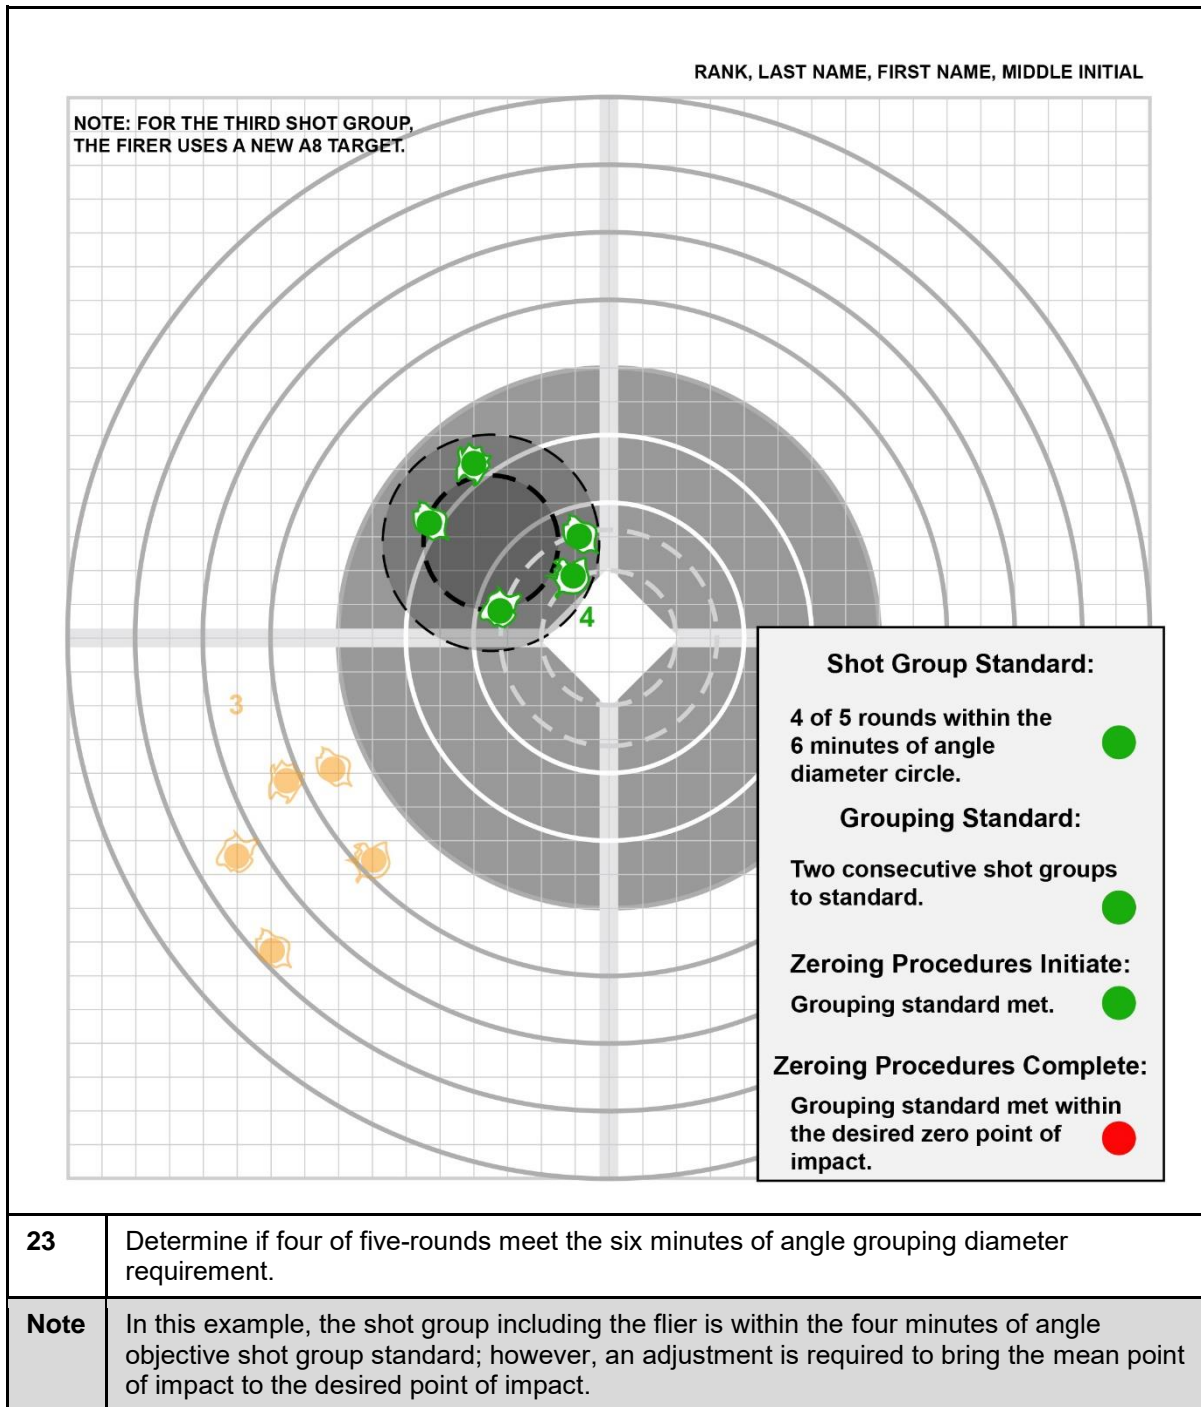 RANK, LAST NAME, FIRST NAME, MIDDLE INITIAL
NOTE: FOR THE THIRD SHOT GROUP,
THE FIRER USES A NEW A8 TARGET.
4
3
Shot Group Standard:
4 of 5 rounds within the
6 minutes of angle
diameter circle.
Grouping Standard:
Two consecutive shot groups
to standard.
Zeroing Procedures Initiate:
Grouping standard met.
Zeroing Procedures Complete:
Grouping standard met within
the desired zero point of
impact.
23 Determine if four of five-rounds meet the six minutes of angle grouping diameter
requirement.
Note In this example, the shot group including the flier is within the four minutes of angle
objective shot group standard; however, an adjustment is required to bring the mean point
of impact to the desired point of impact.